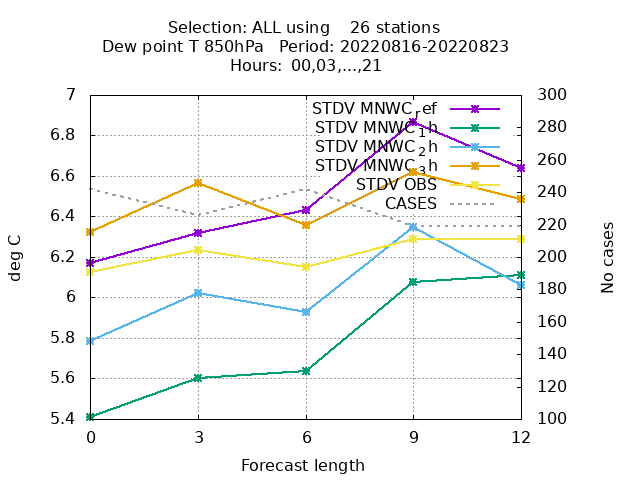 Selection: ALL using    26 stations
Dew point T 850hPa   Period: 20220816-20220823
Hours: 00,03,...,21
7 300
STDV MNWC_ref
STDV MNWC_1h
STDV MNWC_2h
STDV MNWC_3h
STDV OBS
CASES
6.8 280
6.6 260
6.4 240
6.2 220
6 200
5.8 180
5.6 160
5.4 140
120
100
deg C
No cases
0 3 6 9 12
Forecast length